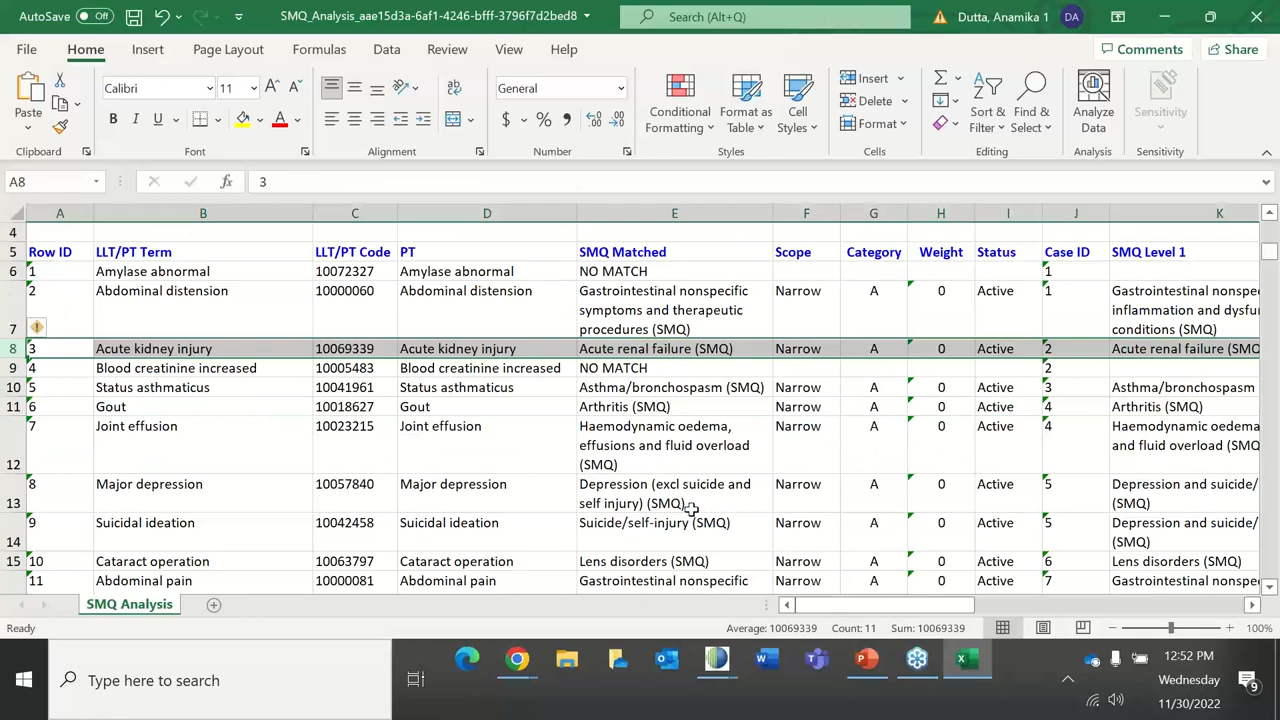 AutoSave Off SMQ_Analysis_aae15d3a-6af1-4246-bfff-3796f7d2bed8 Search (Alt+Q) Dutta, Anamika 1 DA
File Home Insert Page Layout Formulas Data Review View Help Comments Share
Paste Calibri 11 A A B I U A General $ % , Conditional Formatting Format as Table Cell Styles Insert Delete Format Sort & Filter Find & Select Analyze Data Sensitivity
Clipboard Font Alignment Number Styles Cells Editing Analysis Sensitivity
A8 fx 3
A B C D E F G H I J K
4
5 Row ID LLT/PT Term LLT/PT Code PT SMQ Matched Scope Category Weight Status Case ID SMQ Level 1
6 1 Amylase abnormal 10072327 Amylase abnormal NO MATCH 1
2 Abdominal distension 10000060 Abdominal distension Gastrointestinal nonspecific Narrow A 0 Active 1 Gastrointestinal nonspe
symptoms and therapeutic inflammation and dysfur
7 procedures (SMQ) conditions (SMQ)
8 3 Acute kidney injury 10069339 Acute kidney injury Acute renal failure (SMQ) Narrow A 0 Active 2 Acute renal failure (SMQ
9 4 Blood creatinine increased 10005483 Blood creatinine increased NO MATCH 2
10 5 Status asthmaticus 10041961 Status asthmaticus Asthma/bronchospasm (SMQ) Narrow A 0 Active 3 Asthma/bronchospasm
11 6 Gout 10018627 Gout Arthritis (SMQ) Narrow A 0 Active 4 Arthritis (SMQ)
7 Joint effusion 10023215 Joint effusion Haemodynamic oedema, Narrow A 0 Active 4 Haemodynamic oedema
effusions and fluid overload and fluid overload (SMQ)
12 (SMQ)
8 Major depression 10057840 Major depression Depression (excl suicide and Narrow A 0 Active 5 Depression and suicide/
13 self injury) (SMQ) (SMQ)
9 Suicidal ideation 10042458 Suicidal ideation Suicide/self-injury (SMQ) Narrow A 0 Active 5 Depression and suicide/
14 (SMQ)
15 10 Cataract operation 10063797 Cataract operation Lens disorders (SMQ) Narrow A 0 Active 6 Lens disorders (SMQ)
11 Abdominal pain 10000081 Abdominal pain Gastrointestinal nonspecific Narrow A 0 Active 7 Gastrointestinal nonspe
SMQ Analysis
Ready Average: 10069339 Count: 11 Sum: 10069339 100%
12:52 PM
Type here to search Wednesday
11/30/2022 9